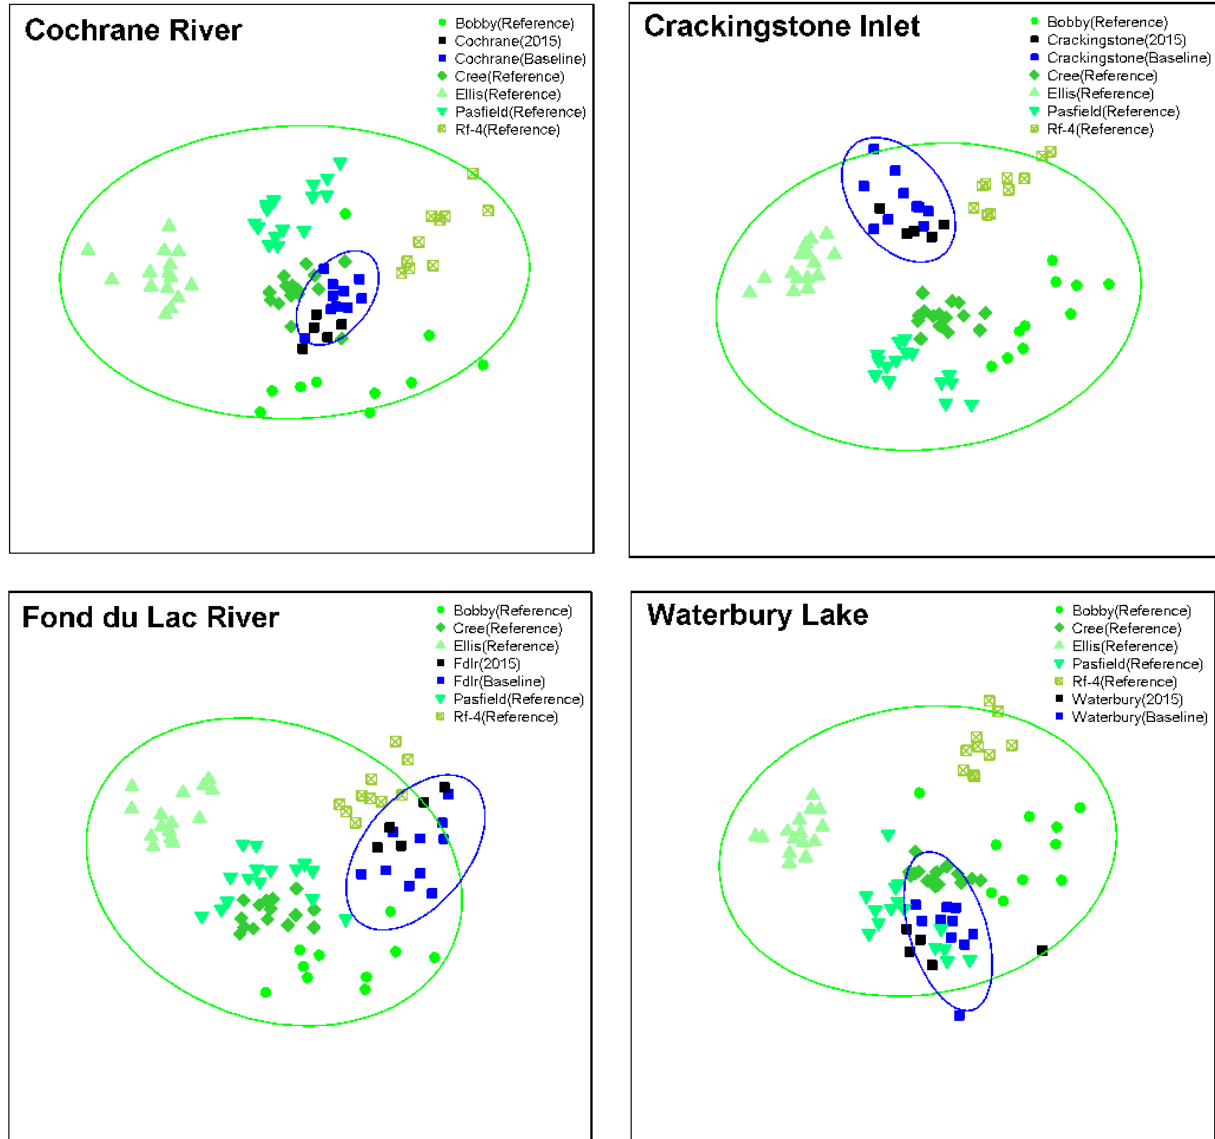 Cochrane River
Bobby(Reference)
Cochrane(2015)
Cochrane(Baseline)
Cree(Reference)
Ellis(Reference)
Pasfield(Reference)
Rf-4(Reference)
Crackingstone Inlet
Bobby(Reference)
Crackingstone(2015)
Crackingstone(Baseline)
Cree(Reference)
Ellis(Reference)
Pasfield(Reference)
Rf-4(Reference)
Fond du Lac River
Bobby(Reference)
Cree(Reference)
Ellis(Reference)
Fdlr(2015)
Fdlr(Baseline)
Pasfield(Reference)
Rf-4(Reference)
Waterbury Lake
Bobby(Reference)
Cree(Reference)
Ellis(Reference)
Pasfield(Reference)
Rf-4(Reference)
Waterbury(2015)
Waterbury(Baseline)